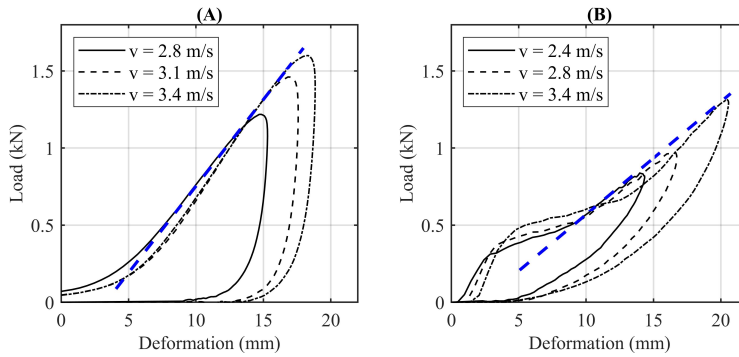 (A)
v = 2.8 m/s
v = 3.1 m/s
v = 3.4 m/s
Load (kN)
1.5
1
0.5
0
0 5 10 15 20
Deformation (mm)
(B)
v = 2.4 m/s
v = 2.8 m/s
v = 3.4 m/s
Load (kN)
1.5
1
0.5
0
0 5 10 15 20
Deformation (mm)